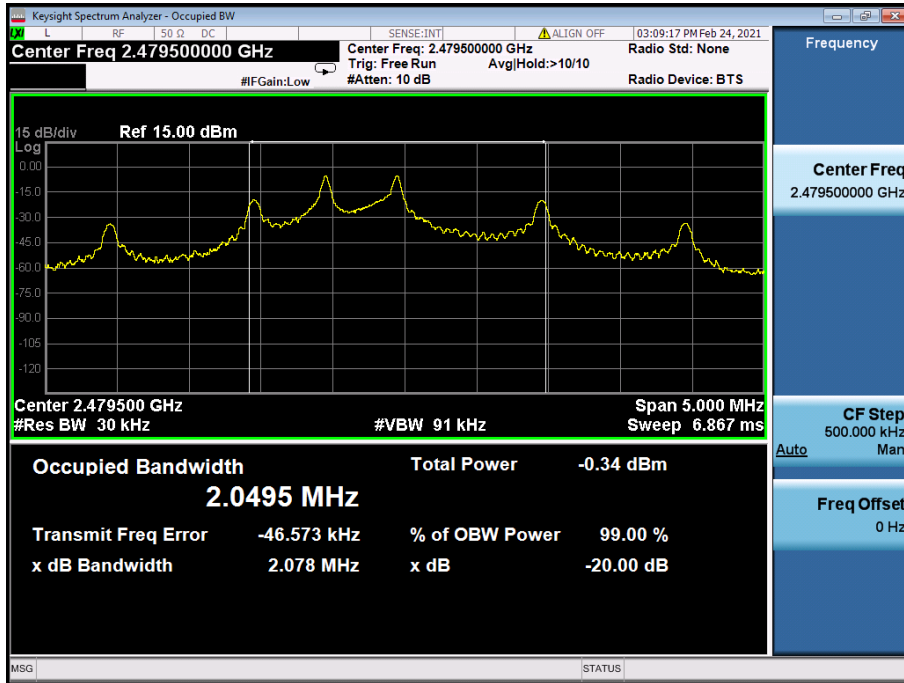 Keysight Spectrum Analyzer - Occupied BW
LXI L RF 50 Ω DC SENSE:INT ALIGN OFF 03:09:17 PM Feb 24, 2021
Center Freq 2.479500000 GHz
Center Freq: 2.479500000 GHz
Radio Std: None
Trig: Free Run Avg|Hold:>10/10
#IFGain:Low
#Atten: 10 dB
Radio Device: BTS
15 dB/div Ref 15.00 dBm
Log
0.00
-15.0
-30.0
-45.0
-60.0
-75.0
-90.0
-105
-120
Center 2.479500 GHz
Span 5.000 MHz
#Res BW 30 kHz
#VBW 91 kHz
Sweep 6.867 ms
Occupied Bandwidth
2.0495 MHz
Total Power -0.34 dBm
Transmit Freq Error -46.573 kHz
% of OBW Power 99.00 %
x dB Bandwidth 2.078 MHz
x dB -20.00 dB
MSG
STATUS
Frequency
Center Freq
2.479500000 GHz
CF Step
500.000 kHz
Auto Man
Freq Offset
0 Hz